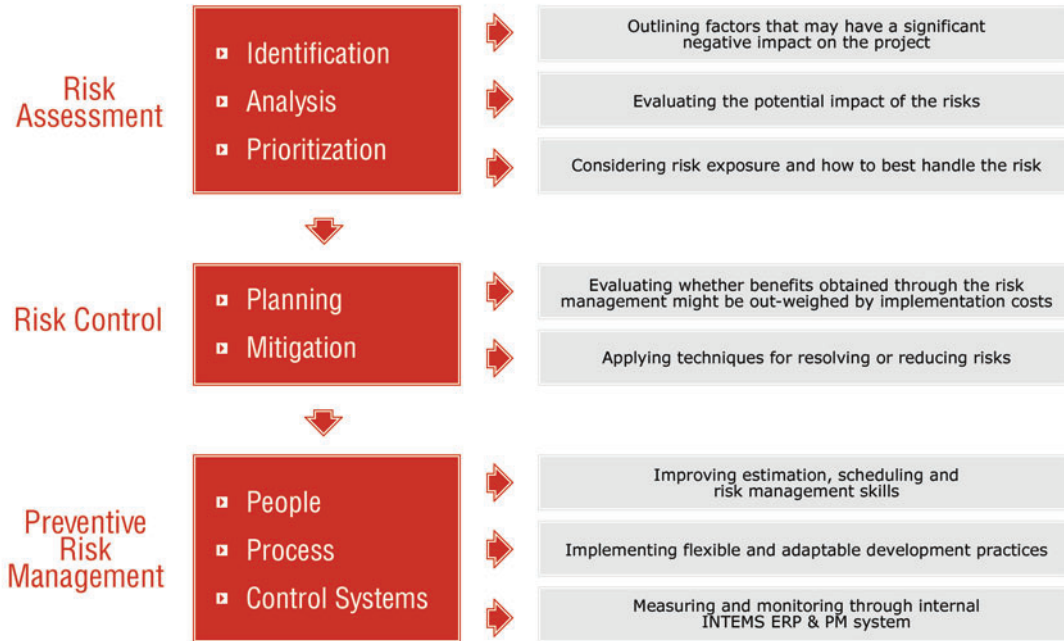 Risk
Assessment
Identification
Analysis
Prioritization
Outlining factors that may have a significant
negative impact on the project
Evaluating the potential impact of the risks
Considering risk exposure and how to best handle the risk
Risk Control
Planning
Mitigation
Evaluating whether benefits obtained through the risk
management might be out-weighed by implementation costs
Applying techniques for resolving or reducing risks
Preventive
Risk
Management
People
Process
Control Systems
Improving estimation, scheduling and
risk management skills
Implementing flexible and adaptable development practices
Measuring and monitoring through internal
INTEMS ERP & PM system